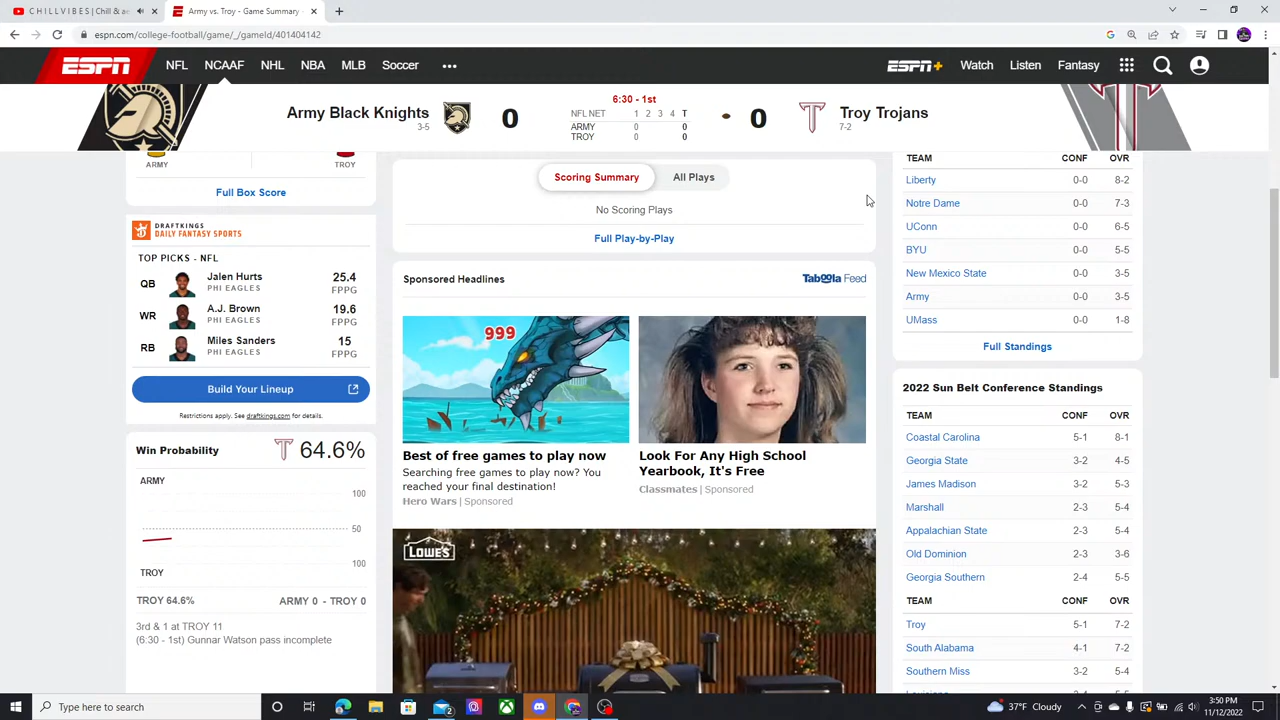 C H I L L V I B E S | Chill & ae
Army vs. Troy - Game Summary -
espn.com/college-football/game/_/gameId/401404142
ESPN
NFL
NCAAF
NHL
NBA
MLB
Soccer
ESPN+
Watch
Listen
Fantasy
Army Black Knights
3-5
0
6:30 - 1st
NFL NET 1 2 3 4 T
ARMY 0 0
TROY 0 0
0
Troy Trojans
7-2
ARMY TROY
Full Box Score
DRAFTKINGS
DAILY FANTASY SPORTS
TOP PICKS - NFL
QB Jalen Hurts 25.4
PHI EAGLES FPPG
WR A.J. Brown 19.6
PHI EAGLES FPPG
RB Miles Sanders 15
PHI EAGLES FPPG
Build Your Lineup
Restrictions apply. See draftkings.com for details.
Win Probability T 64.6%
ARMY
100
50
100
TROY
TROY 64.6% ARMY 0 - TROY 0
3rd & 1 at TROY 11
(6:30 - 1st) Gunnar Watson pass incomplete
Scoring Summary All Plays
No Scoring Plays
Full Play-by-Play
Sponsored Headlines Taboola Feed
999
Best of free games to play now
Searching free games to play now? You
reached your final destination!
Hero Wars | Sponsored
Look For Any High School
Yearbook, It's Free
Classmates | Sponsored
LOWE'S
TEAM CONF OVR
Liberty 0-0 8-2
Notre Dame 0-0 7-3
UConn 0-0 6-5
BYU 0-0 5-5
New Mexico State 0-0 3-5
Army 0-0 3-5
UMass 0-0 1-8
Full Standings
2022 Sun Belt Conference Standings
TEAM CONF OVR
Coastal Carolina 5-1 8-1
Georgia State 3-2 4-5
James Madison 3-2 5-3
Marshall 2-3 5-4
Appalachian State 2-3 5-4
Old Dominion 2-3 3-6
Georgia Southern 2-4 5-5
TEAM CONF OVR
Troy 5-1 7-2
South Alabama 4-1 7-2
Southern Miss 3-2 5-4
Type here to search
37°F Cloudy
3:50 PM
11/12/2022